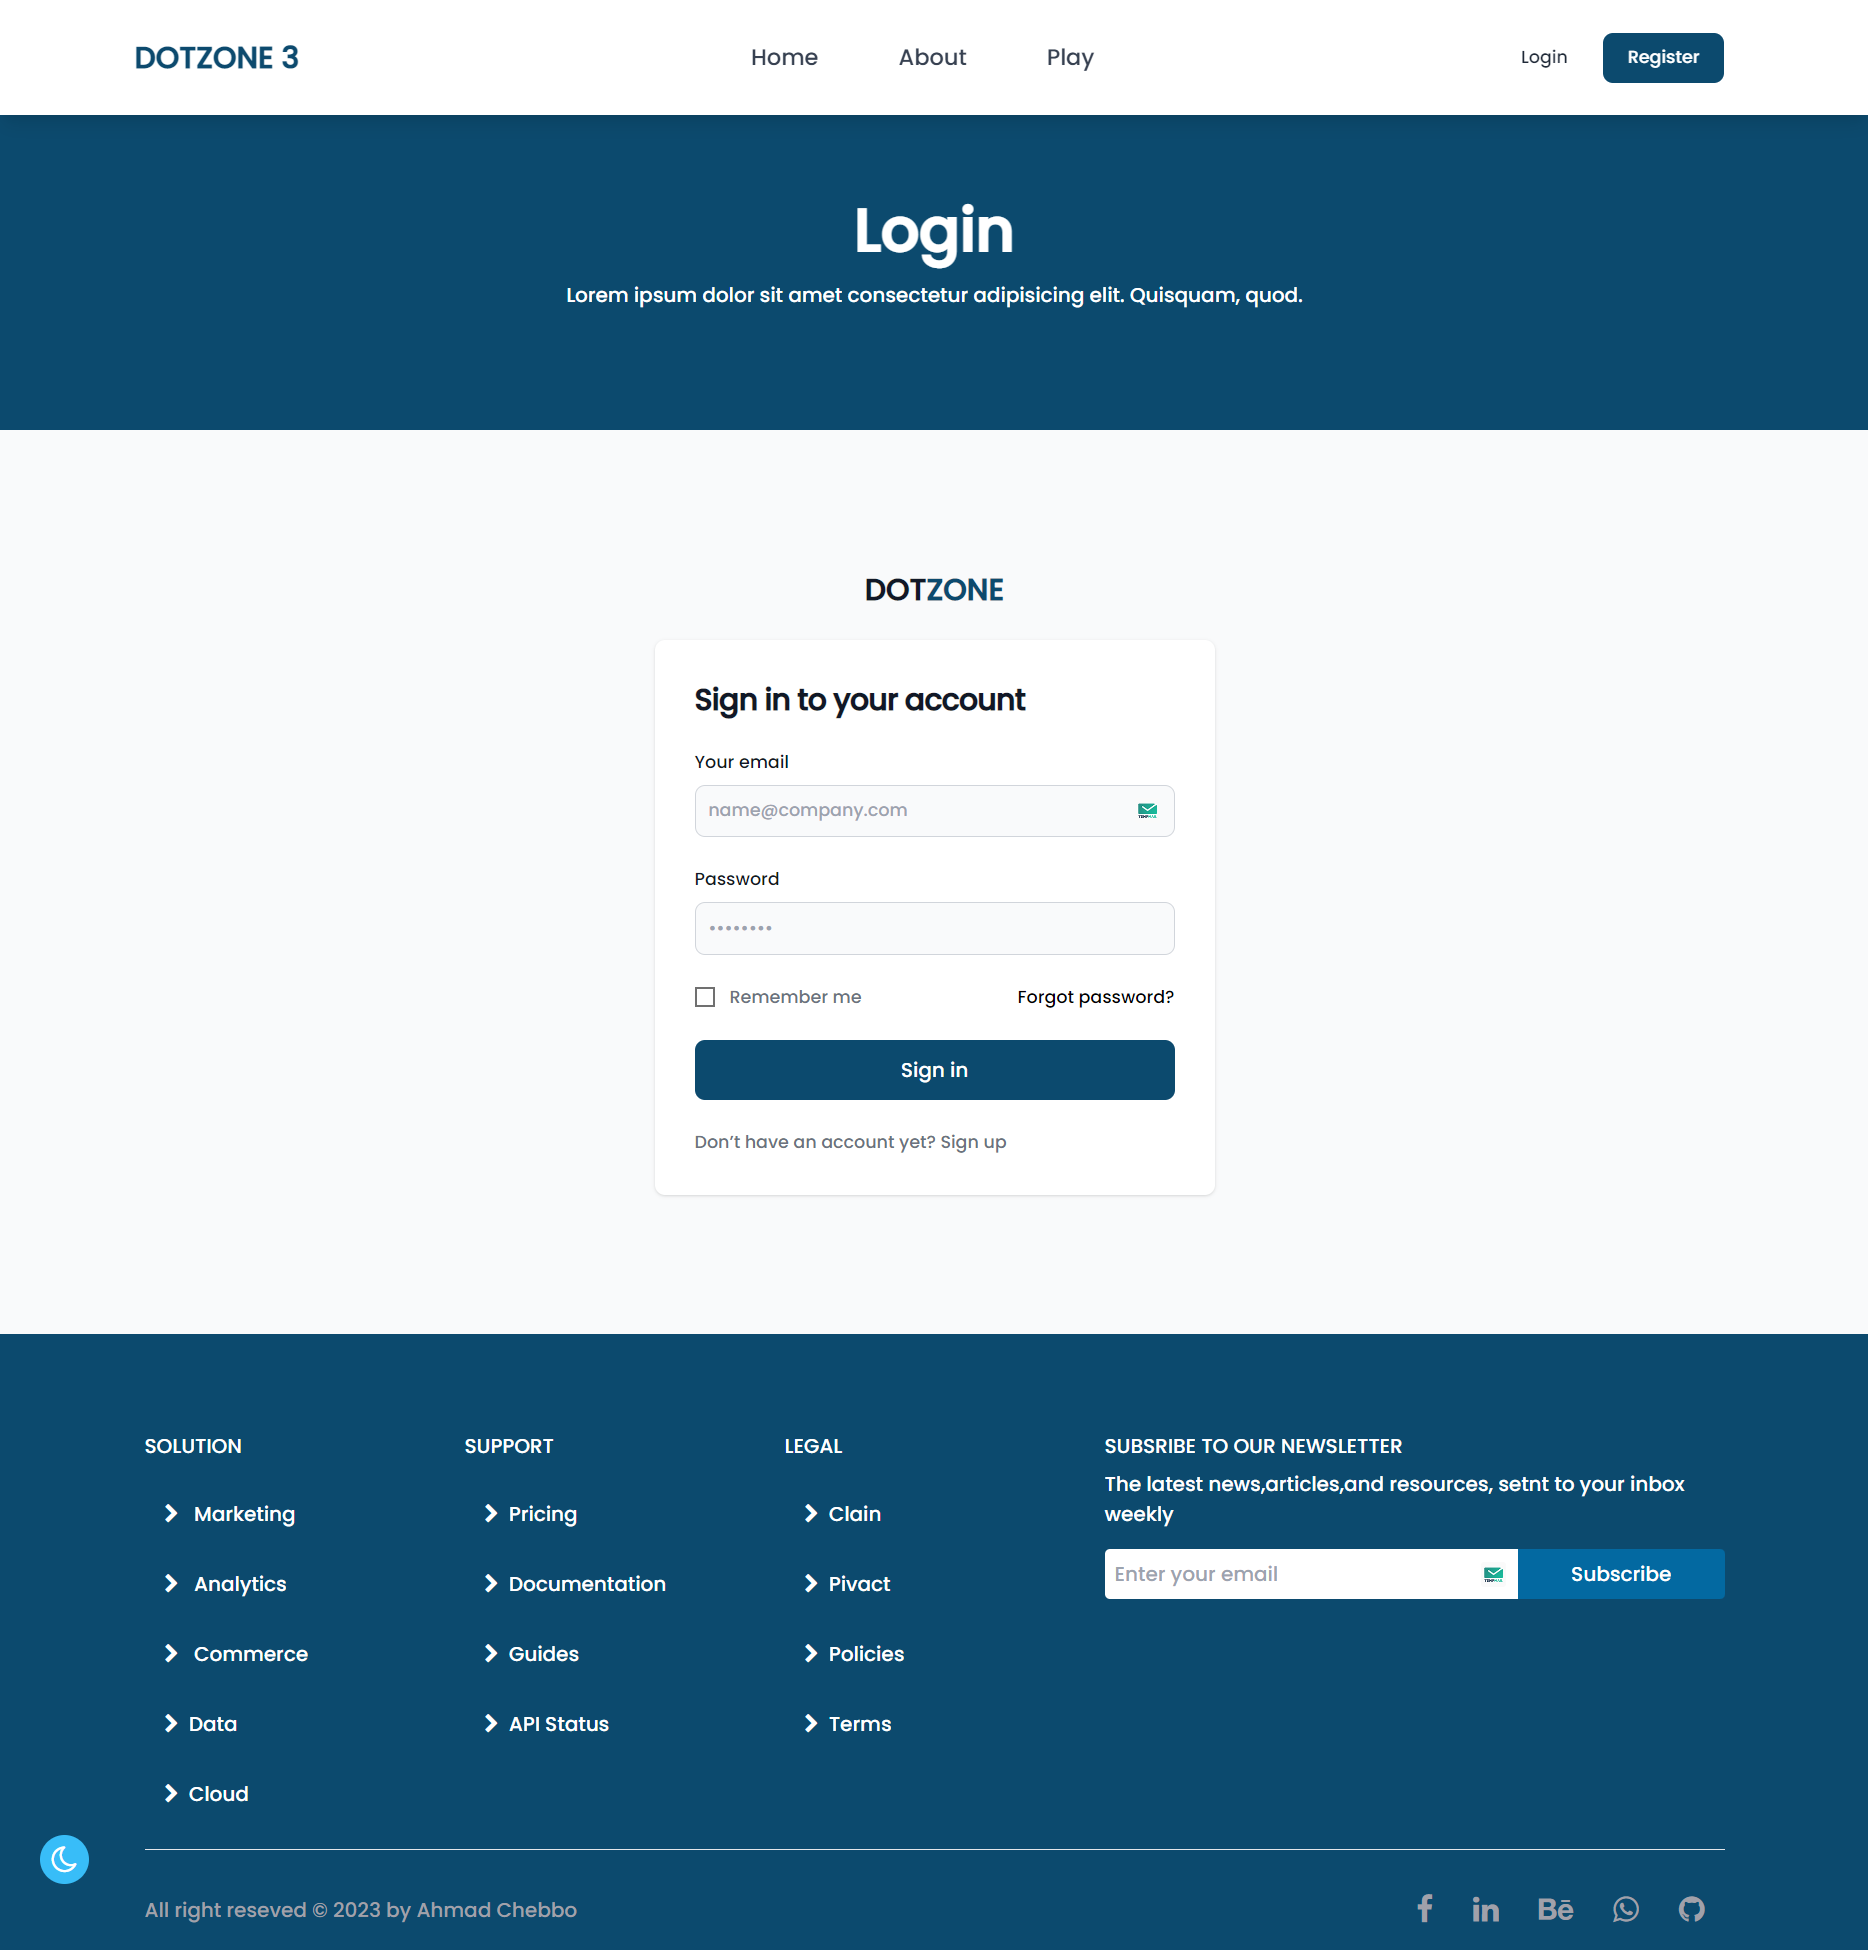 DOTZONE 3
Home About Play
Login Register
Login
Lorem ipsum dolor sit amet consectetur adipisicing elit. Quisquam, quod.
DOTZONE
Sign in to your account
Your email
name@company.com
Password
••••••••
Remember me Forgot password?
Sign in
Don’t have an account yet? Sign up
SOLUTION
Marketing
Analytics
Commerce
Data
Cloud
SUPPORT
Pricing
Documentation
Guides
API Status
LEGAL
Clain
Pivact
Policies
Terms
SUBSRIBE TO OUR NEWSLETTER
The latest news,articles,and resources, setnt to your inbox
weekly
Enter your email Subscribe
All right reseved © 2023 by Ahmad Chebbo